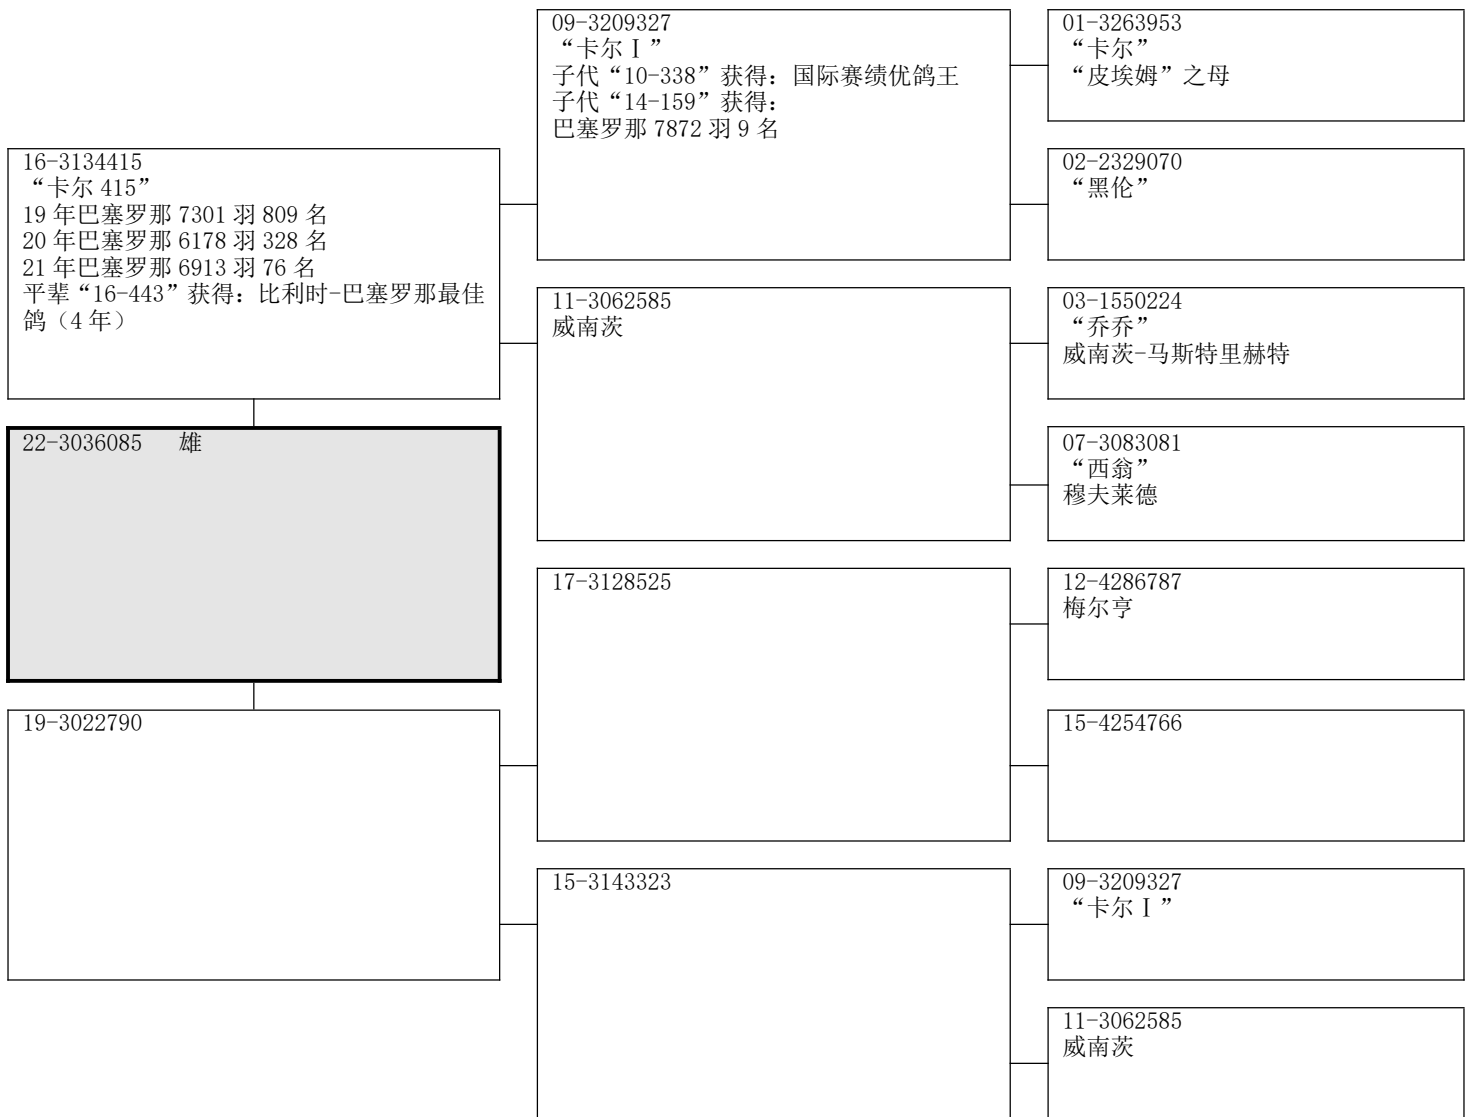 16-3134415
“卡尔 415”
19 年巴塞罗那 7301 羽 809 名
20 年巴塞罗那 6178 羽 328 名
21 年巴塞罗那 6913 羽 76 名
平辈“16-443”获得：比利时-巴塞罗那最佳
鸽（4 年）
22-3036085 雄
19-3022790
09-3209327
“卡尔Ⅰ”
子代“10-338”获得：国际赛绩优鸽王
子代“14-159”获得：
巴塞罗那 7872 羽 9 名
11-3062585
威南茨
17-3128525
15-3143323
01-3263953
“卡尔”
“皮埃姆”之母
02-2329070
“黑伦”
03-1550224
“乔乔”
威南茨-马斯特里赫特
07-3083081
“西翁”
穆夫莱德
12-4286787
梅尔亨
15-4254766
09-3209327
“卡尔Ⅰ”
11-3062585
威南茨